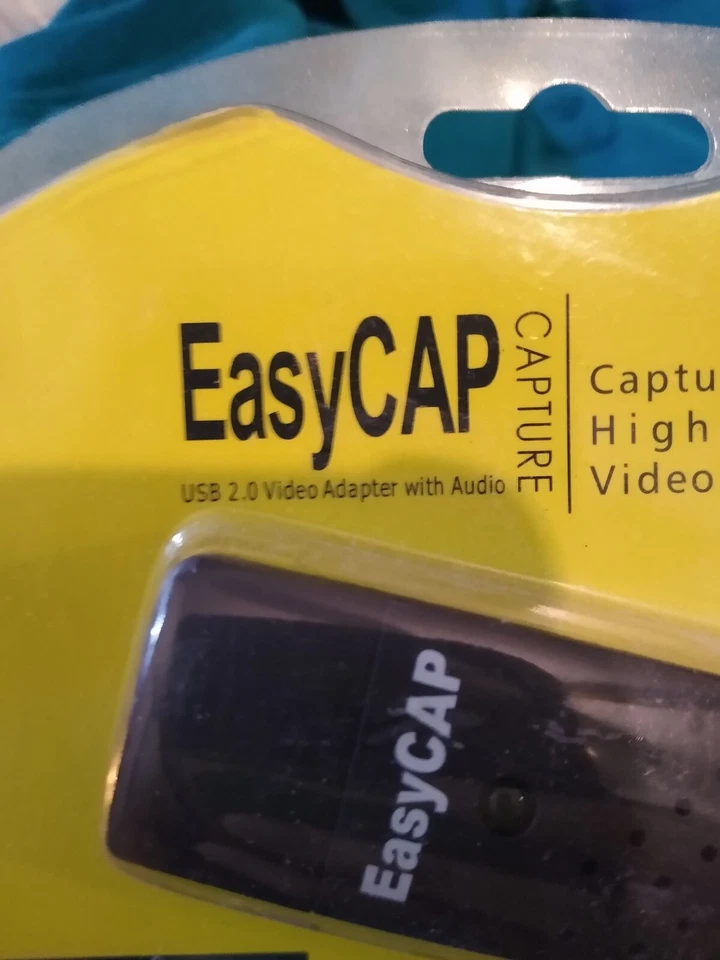 EasyCAP
CAPTURE
USB 2.0 Video Adapter with Audio
Captu
High
Video
EasyCAP